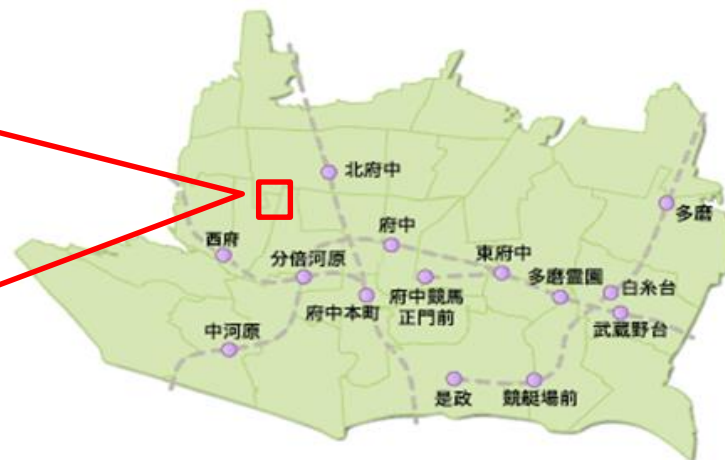 北府中
多磨
府中
西府
分倍河原
東府中
多磨霊園
白糸台
府中本町
府中競馬
正門前
武蔵野台
中河原
是政
競艇場前